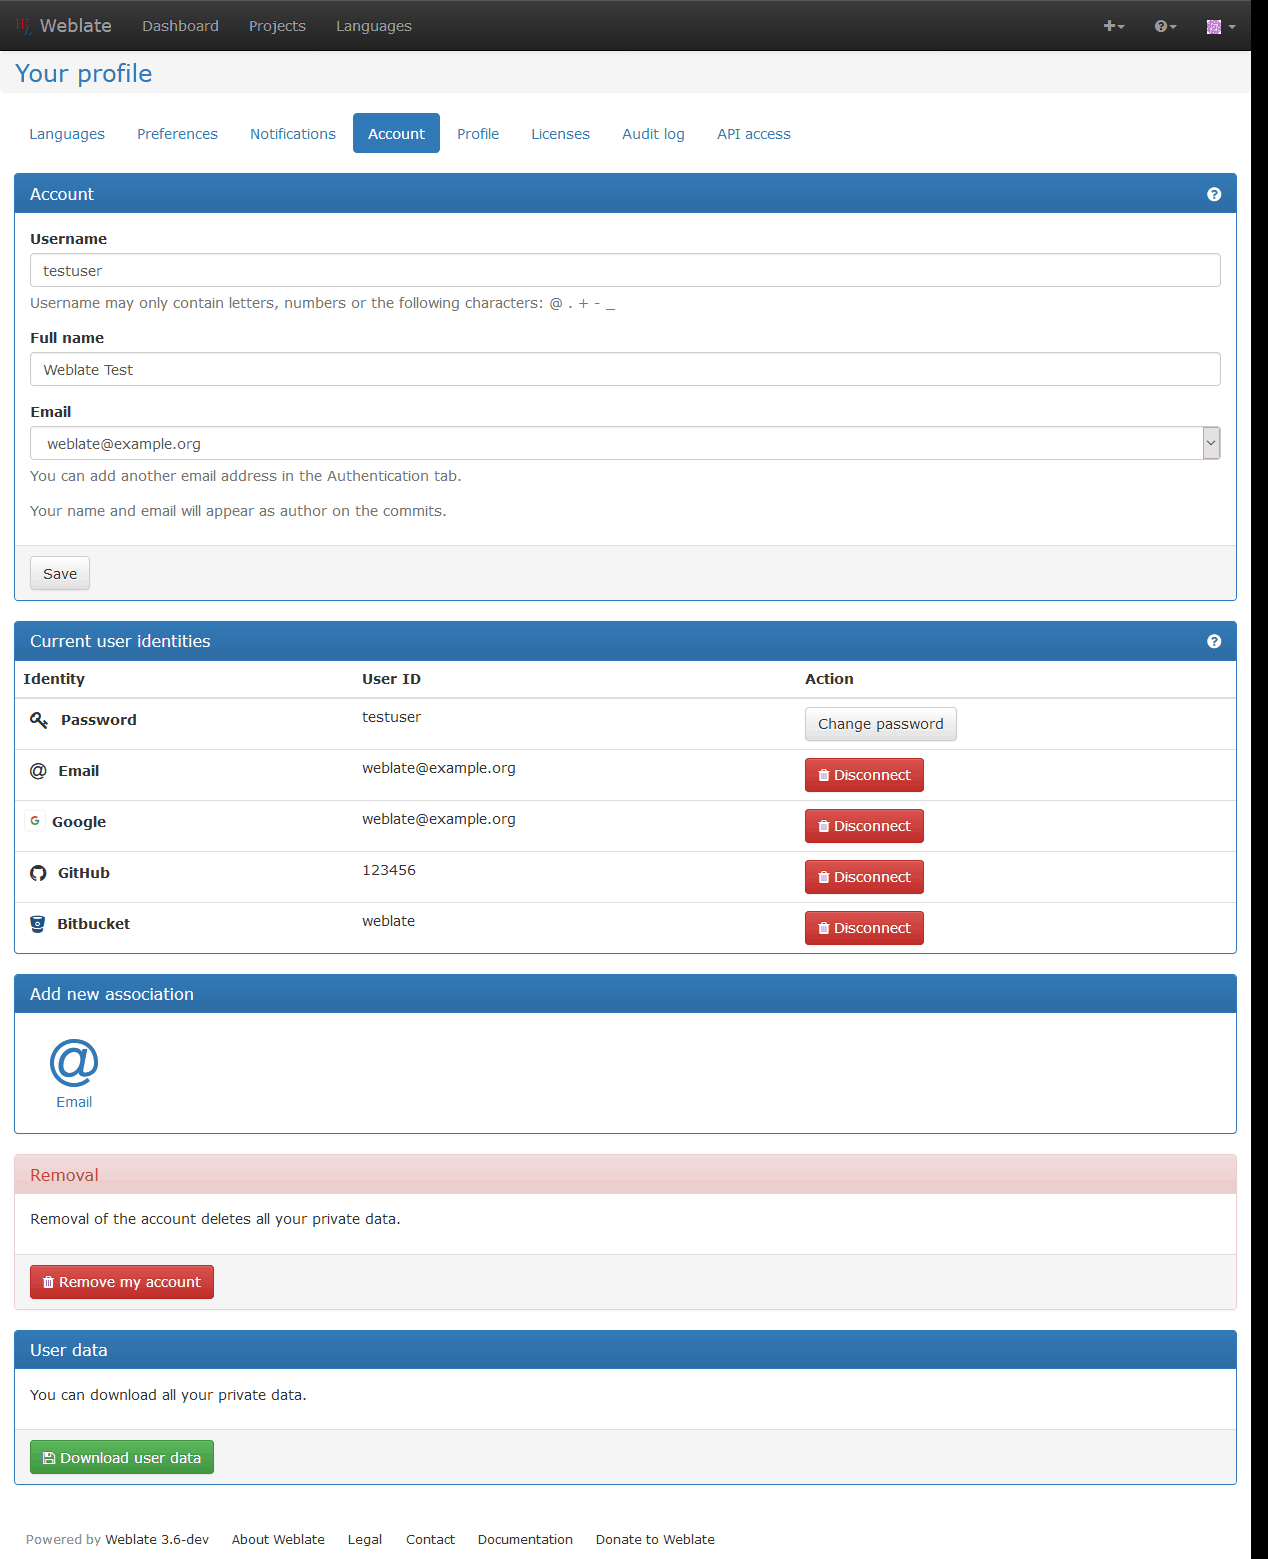 Weblate Dashboard Projects Languages
Your profile
Languages Preferences Notifications Account Profile Licenses Audit log API access
Account
Username
testuser
Username may only contain letters, numbers or the following characters: @ . + - _
Full name
Weblate Test
Email
weblate@example.org
You can add another email address in the Authentication tab.
Your name and email will appear as author on the commits.
Save
Current user identities
Identity User ID Action
Password testuser Change password
Email weblate@example.org Disconnect
Google weblate@example.org Disconnect
GitHub 123456 Disconnect
Bitbucket weblate Disconnect
Add new association
@
Email
Removal
Removal of the account deletes all your private data.
Remove my account
User data
You can download all your private data.
Download user data
Powered by Weblate 3.6-dev About Weblate Legal Contact Documentation Donate to Weblate